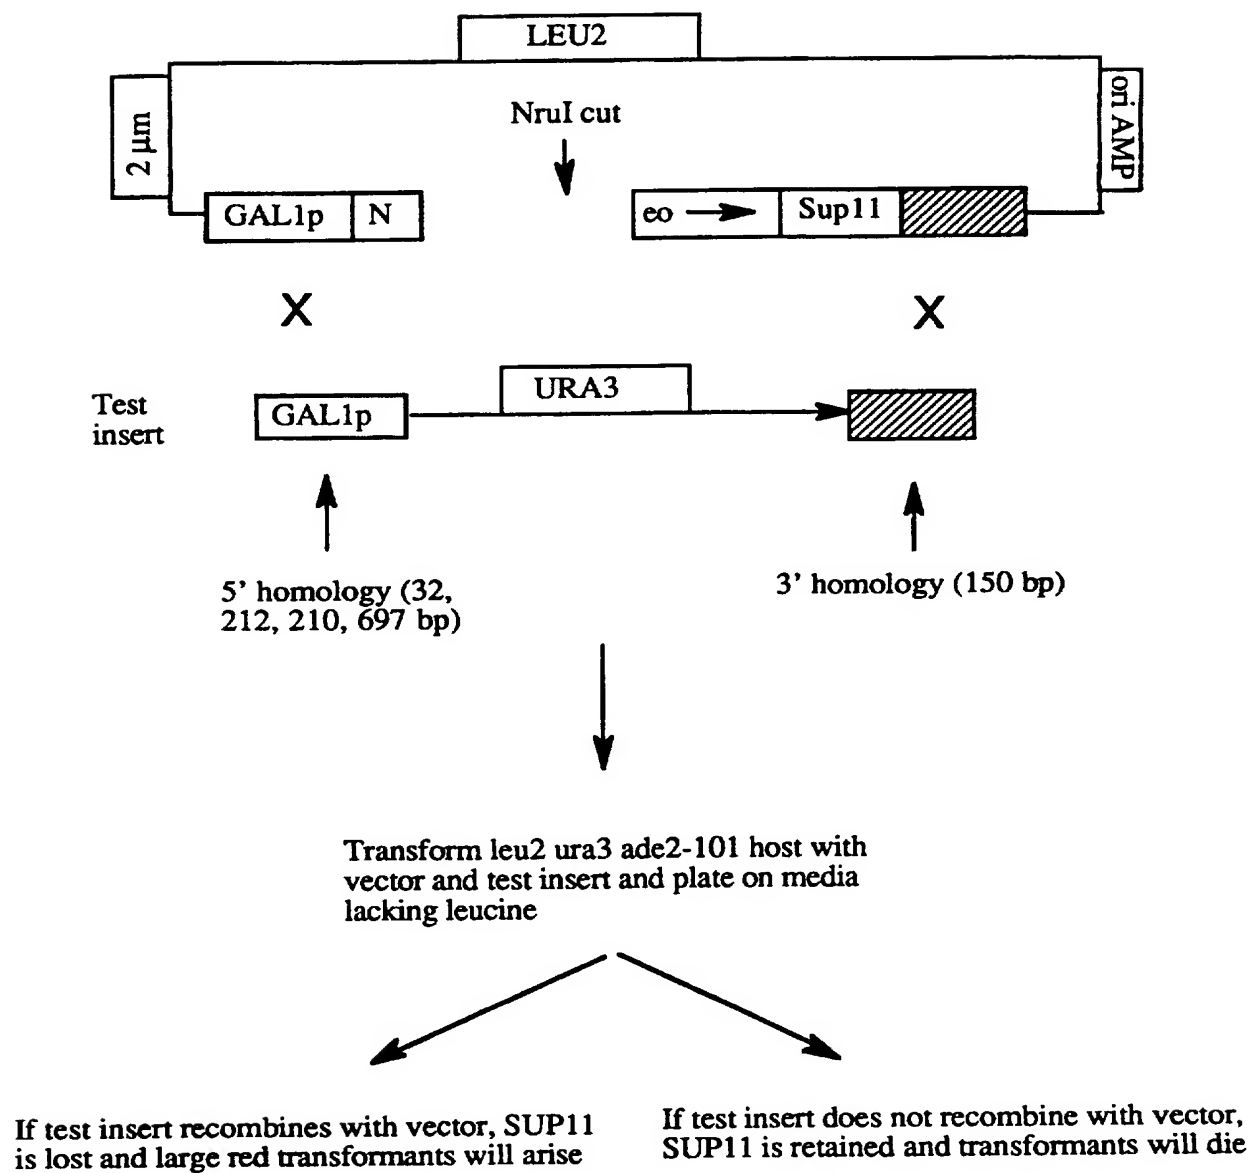 LEU2
2 µm
ori AMP
NruI cut
GAL1p
N
eo
Sup11
X
X
Test
insert
GAL1p
URA3
5' homology (32,
212, 210, 697 bp)
3' homology (150 bp)
Transform leu2 ura3 ade2-101 host with
vector and test insert and plate on media
lacking leucine
If test insert recombines with vector, SUP11
is lost and large red transformants will arise
If test insert does not recombine with vector,
SUP11 is retained and transformants will die